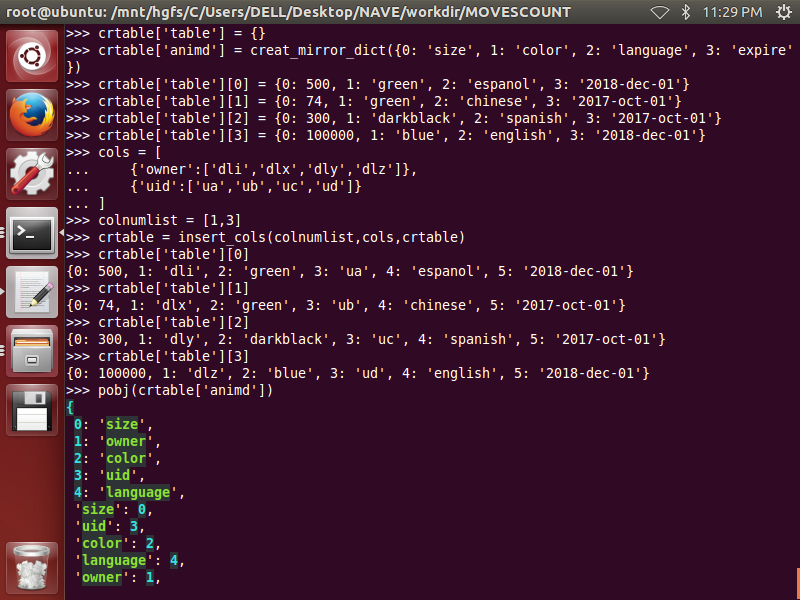 root@ubuntu: /mnt/hgfs/C/Users/DELL/Desktop/NAVE/workdir/MOVESCOUNT 11:29 PM
>>> crtable['table'] = {}
>>> crtable['animd'] = creat_mirror_dict({0: 'size', 1: 'color', 2: 'language', 3: 'expire'
})
>>> crtable['table'][0] = {0: 500, 1: 'green', 2: 'espanol', 3: '2018-dec-01'}
>>> crtable['table'][1] = {0: 74, 1: 'green', 2: 'chinese', 3: '2017-oct-01'}
>>> crtable['table'][2] = {0: 300, 1: 'darkblack', 2: 'spanish', 3: '2017-oct-01'}
>>> crtable['table'][3] = {0: 100000, 1: 'blue', 2: 'english', 3: '2018-dec-01'}
>>> cols = [
...     {'owner':['dli','dlx','dly','dlz']},
...     {'uid':['ua','ub','uc','ud']}
... ]
>>> colnumlist = [1,3]
>>> crtable = insert_cols(colnumlist,cols,crtable)
>>> crtable['table'][0]
{0: 500, 1: 'dli', 2: 'green', 3: 'ua', 4: 'espanol', 5: '2018-dec-01'}
>>> crtable['table'][1]
{0: 74, 1: 'dlx', 2: 'green', 3: 'ub', 4: 'chinese', 5: '2017-oct-01'}
>>> crtable['table'][2]
{0: 300, 1: 'dly', 2: 'darkblack', 3: 'uc', 4: 'spanish', 5: '2017-oct-01'}
>>> crtable['table'][3]
{0: 100000, 1: 'dlz', 2: 'blue', 3: 'ud', 4: 'english', 5: '2018-dec-01'}
>>> pobj(crtable['animd'])
{
 0: 'size',
 1: 'owner',
 2: 'color',
 3: 'uid',
 4: 'language',
 'size': 0,
 'uid': 3,
 'color': 2,
 'language': 4,
 'owner': 1,